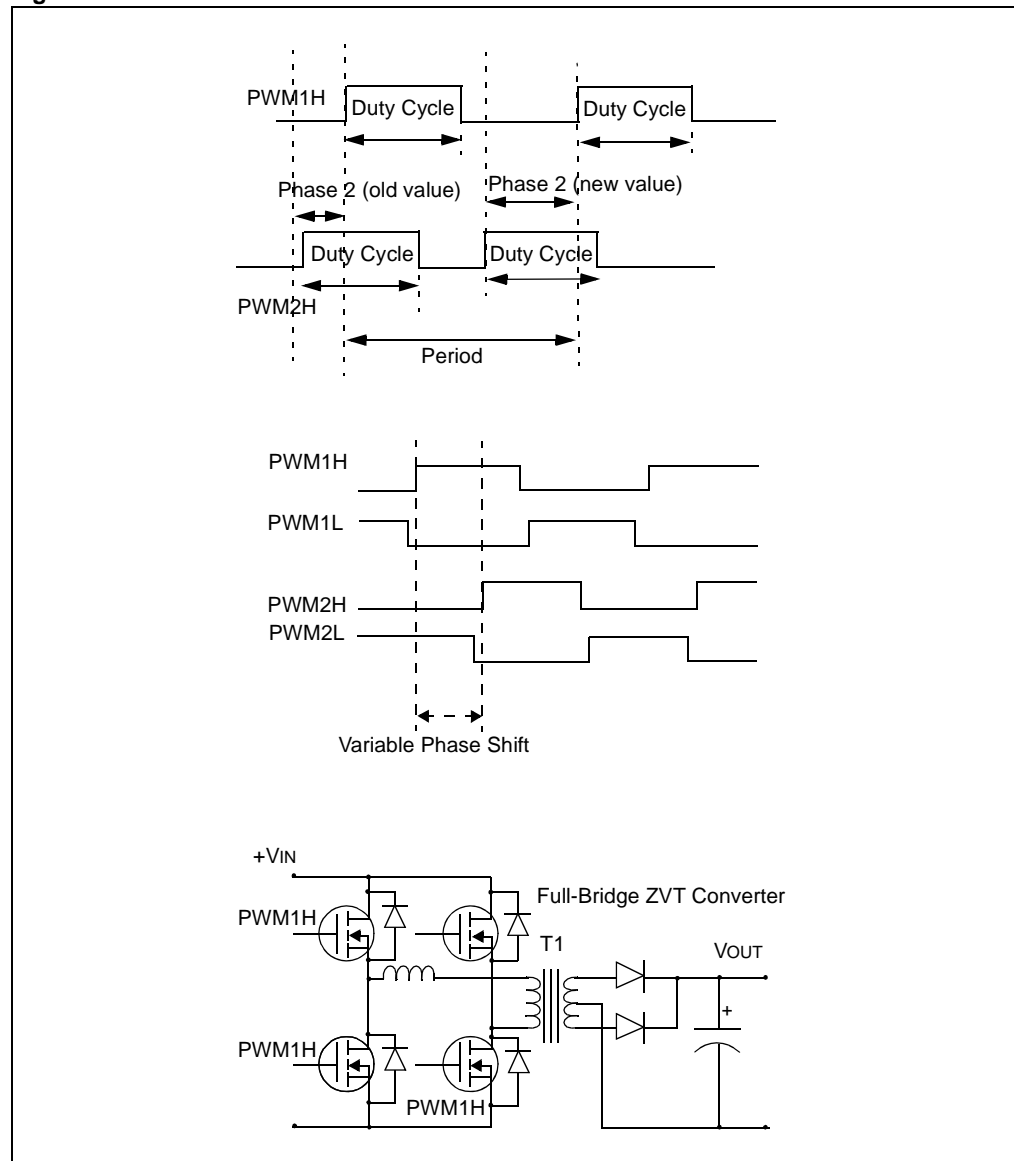 PWM1H
Duty Cycle
Duty Cycle
Phase 2 (old value)
Phase 2 (new value)
Duty Cycle
Duty Cycle
PWM2H
Period
PWM1H
PWM1L
PWM2H
PWM2L
Variable Phase Shift
+VIN
Full-Bridge ZVT Converter
PWM1H
T1
VOUT
+
PWM1H
PWM1H